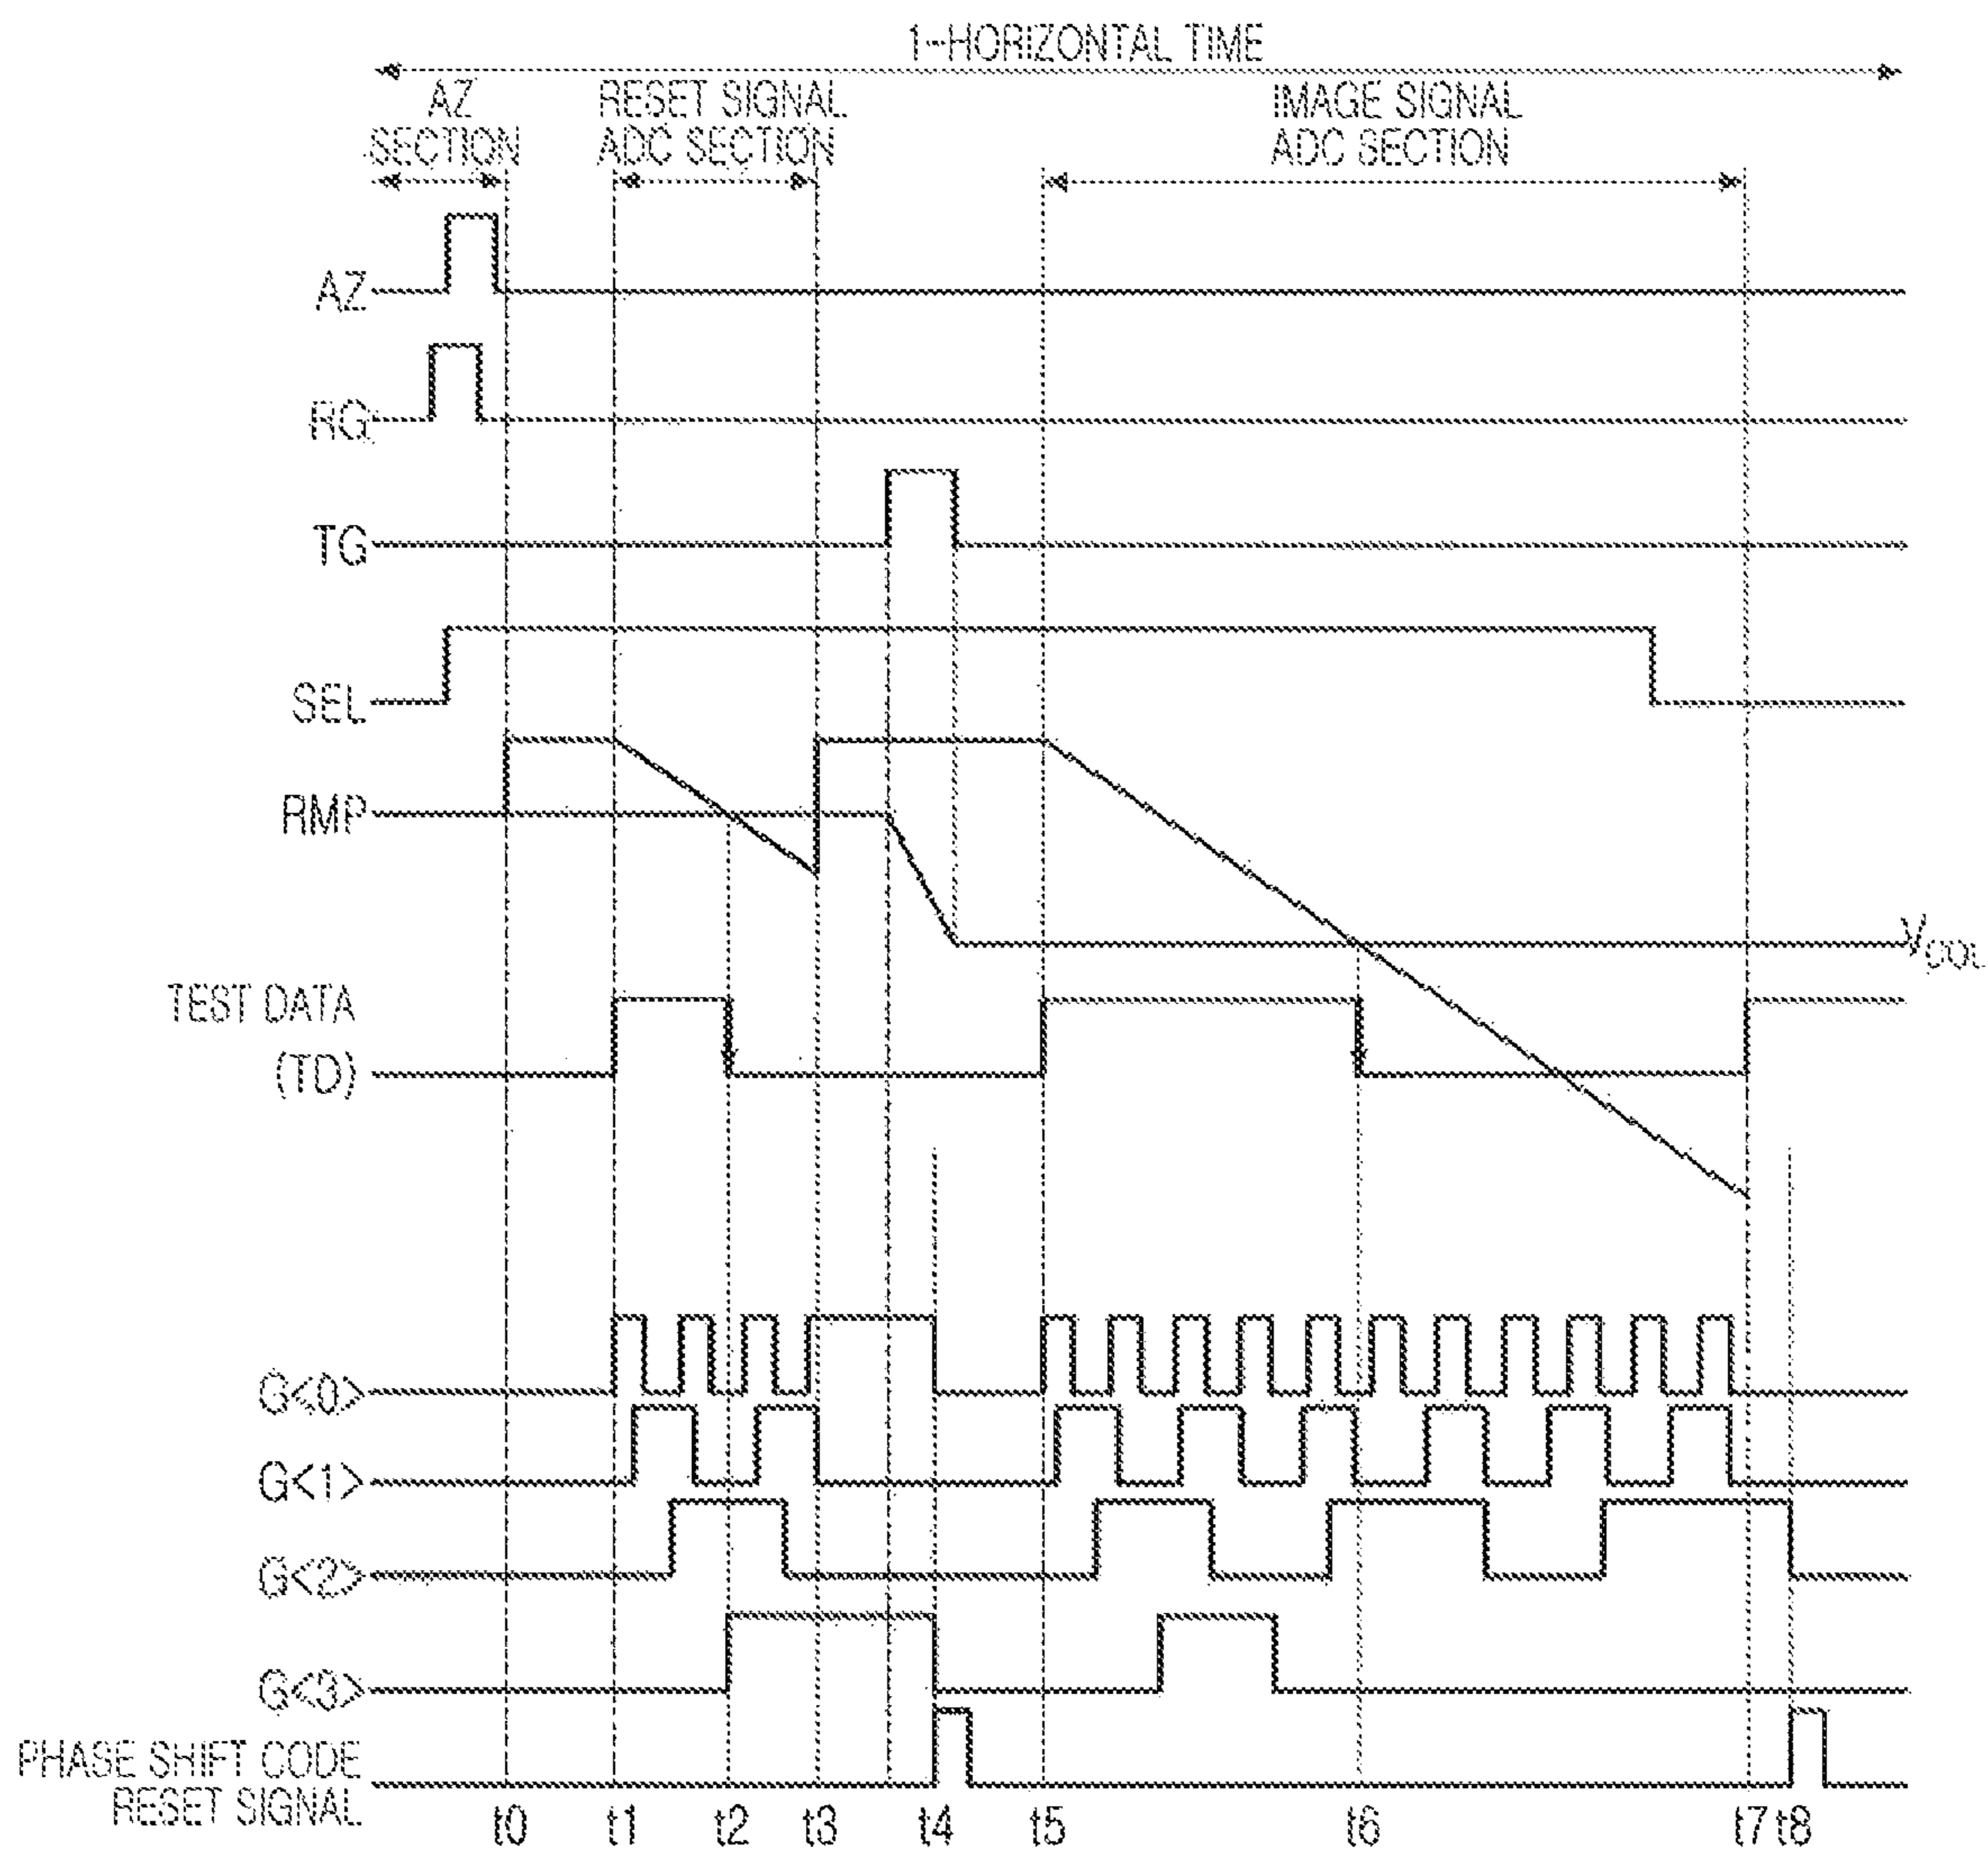 1-HORIZONTAL TIME
AZ
SECTION
RESET SIGNAL
ADC SECTION
IMAGE SIGNAL
ADC SECTION
AZ
RG
TG
SEL
RMP
VCOL
TEST DATA
(TD)
G<0>
G<1>
G<2>
G<3>
PHASE SHIFT CODE
RESET SIGNAL
t0 t1 t2 t3 t4 t5 t6 t7 t8